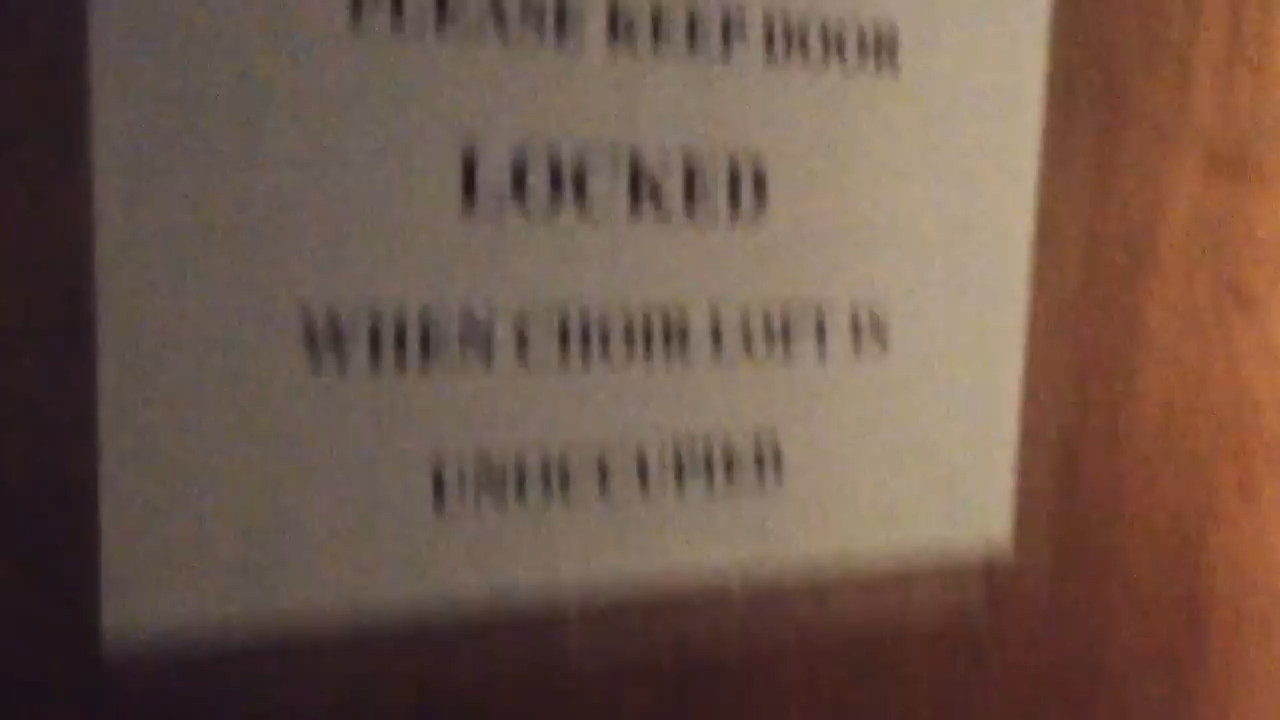 PLEASE KEEP DOOR
LOCKED
WHEN CHOIR LOFT IS
UNOCCUPIED